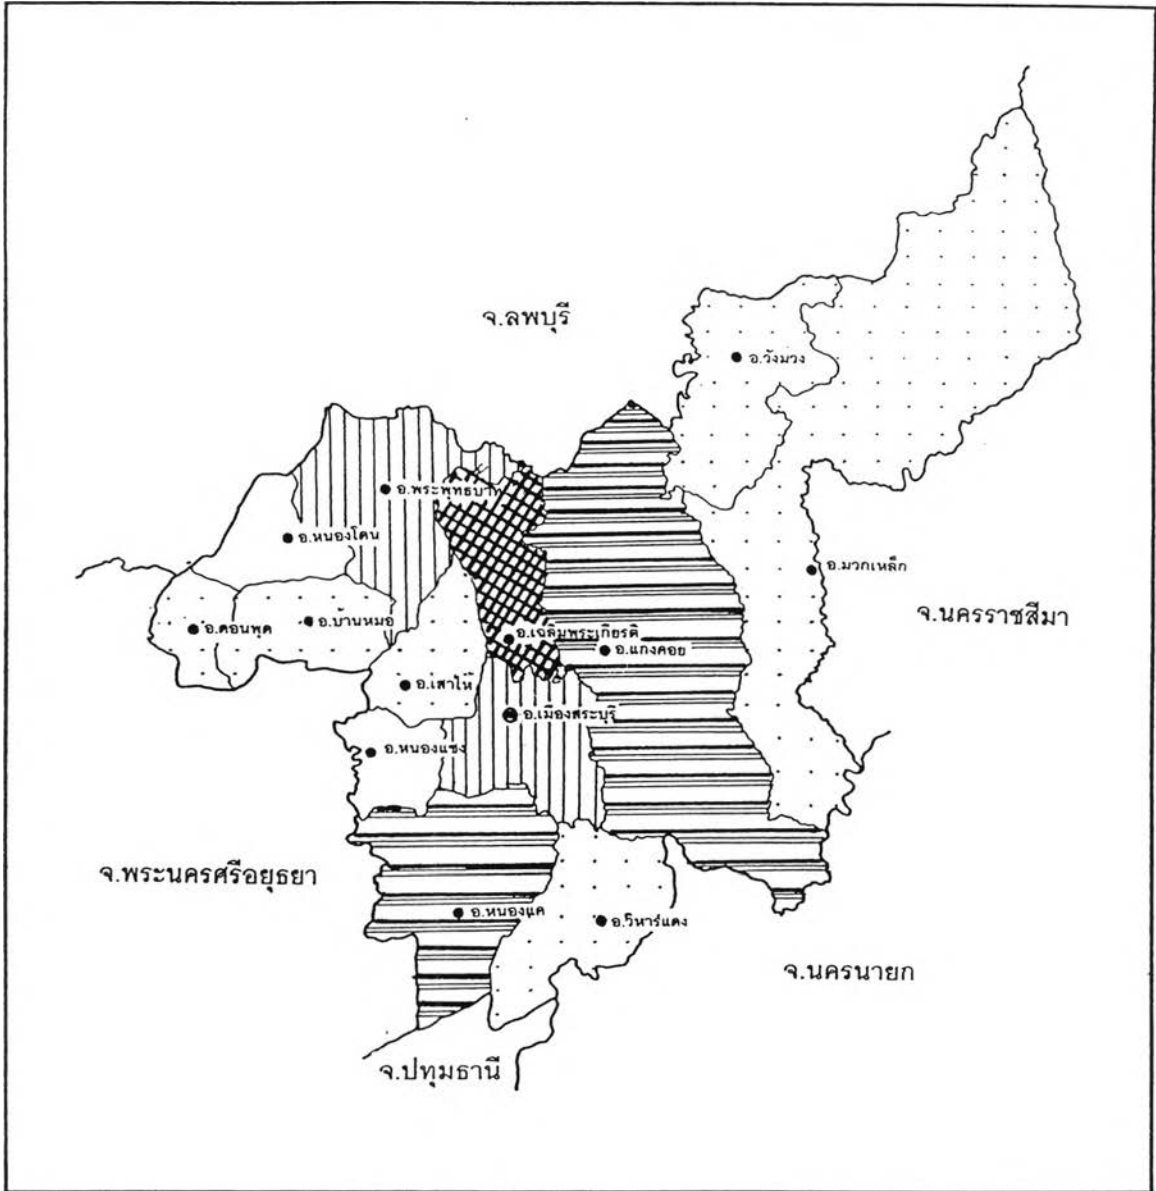 จ.ลพบุรี
อ.วังมวง
อ.พระพุทธบาท
อ.หนองโดน
อ.มวกเหล็ก
จ.นครราชสีมา
อ.ดอนพุด
อ.บ้านหมอ
อ.เฉลิมพระเกียรติ
อ.แกงคอย
อ.เสาไห้
อ.เมืองสระบุรี
อ.หนองแซง
จ.พระนครศรีอยุธยา
อ.หนองแค
อ.วิหารแดง
จ.นครนายก
จ.ปทุมธานี